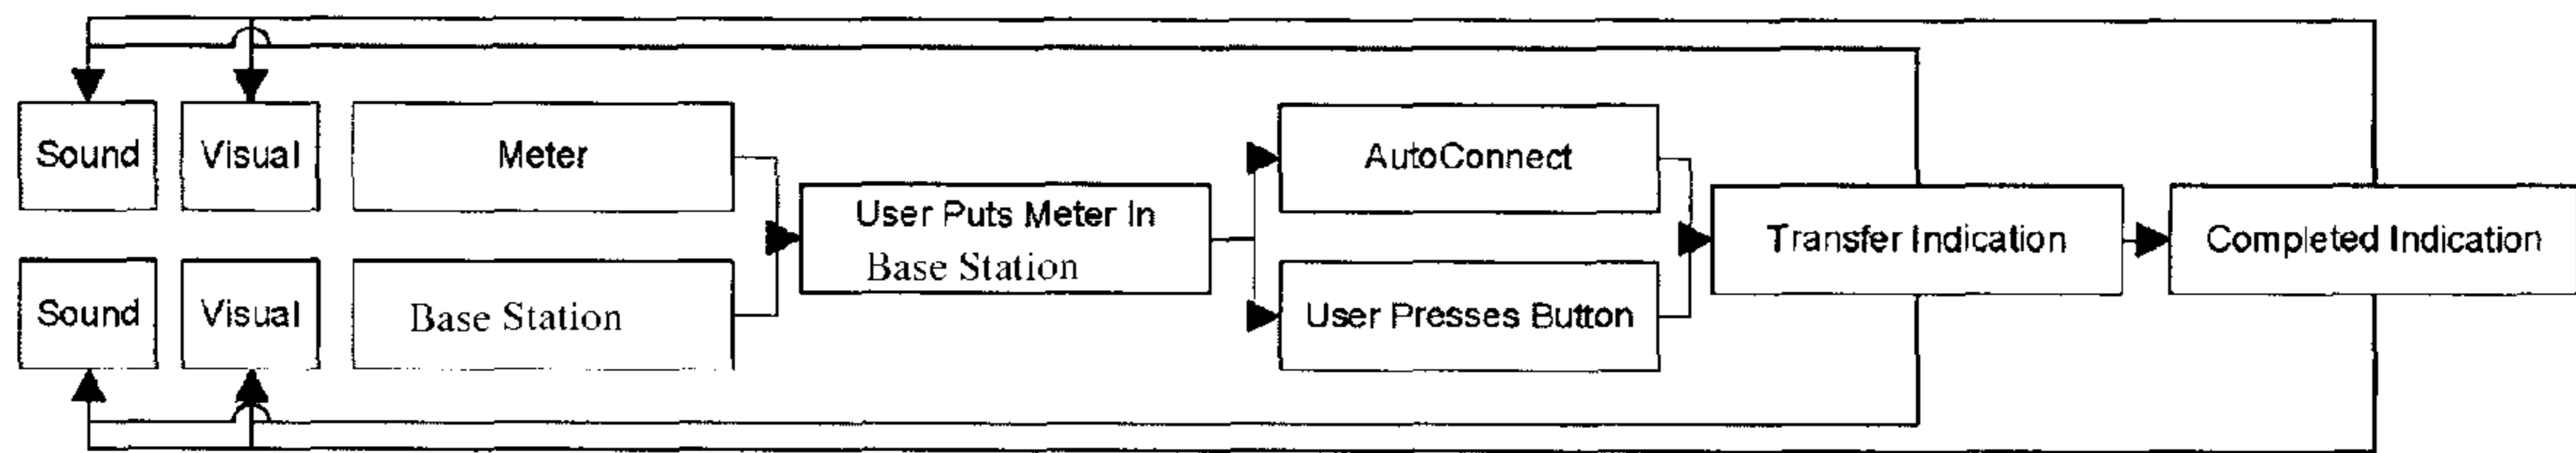 Sound
Visual
Meter
AutoConnect
User Puts Meter In
Base Station
Transfer Indication
Completed Indication
Sound
Visual
Base Station
User Presses Button